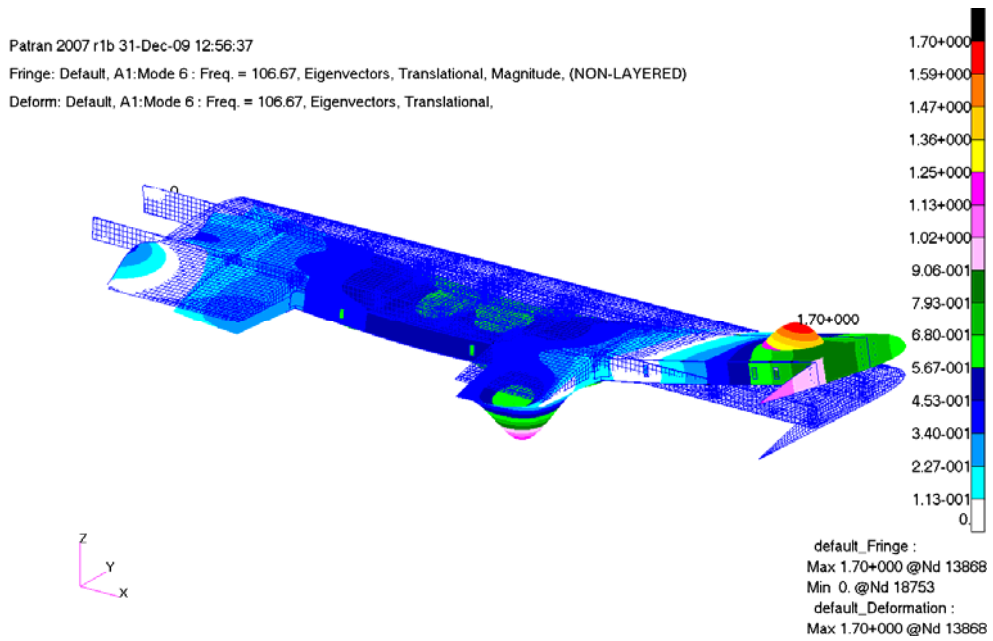 Patran 2007 r1b 31-Dec-09 12:56:37
Fringe: Default, A1:Mode 6 : Freq. = 106.67, Eigenvectors, Translational, Magnitude, (NON-LAYERED)
Deform: Default, A1:Mode 6 : Freq. = 106.67, Eigenvectors, Translational,
1.70+000
1.59+000
1.47+000
1.36+000
1.25+000
1.13+000
1.02+000
9.06-001
7.93-001
6.80-001
5.67-001
4.53-001
3.40-001
2.27-001
1.13-001
0.
0
1.70+000
Z
Y
X
default_Fringe :
Max 1.70+000 @Nd 13868
Min 0. @Nd 18753
default_Deformation :
Max 1.70+000 @Nd 13868